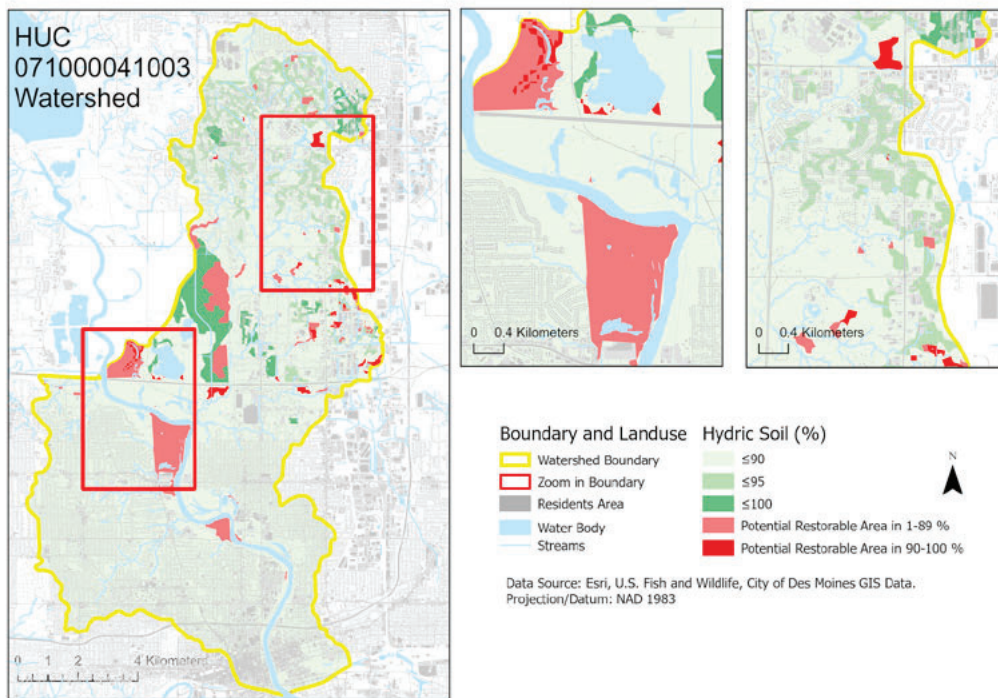 HUC
071000041003
Watershed
0 1 2 4 Kilometers
0 0.4 Kilometers
0 0.4 Kilometers
Boundary and Landuse
Watershed Boundary
Zoom in Boundary
Residents Area
Water Body
Streams
Hydric Soil (%)
≤90
≤95
≤100
Potential Restorable Area in 1-89 %
Potential Restorable Area in 90-100 %
N
Data Source: Esri, U.S. Fish and Wildlife, City of Des Moines GIS Data.
Projection/Datum: NAD 1983